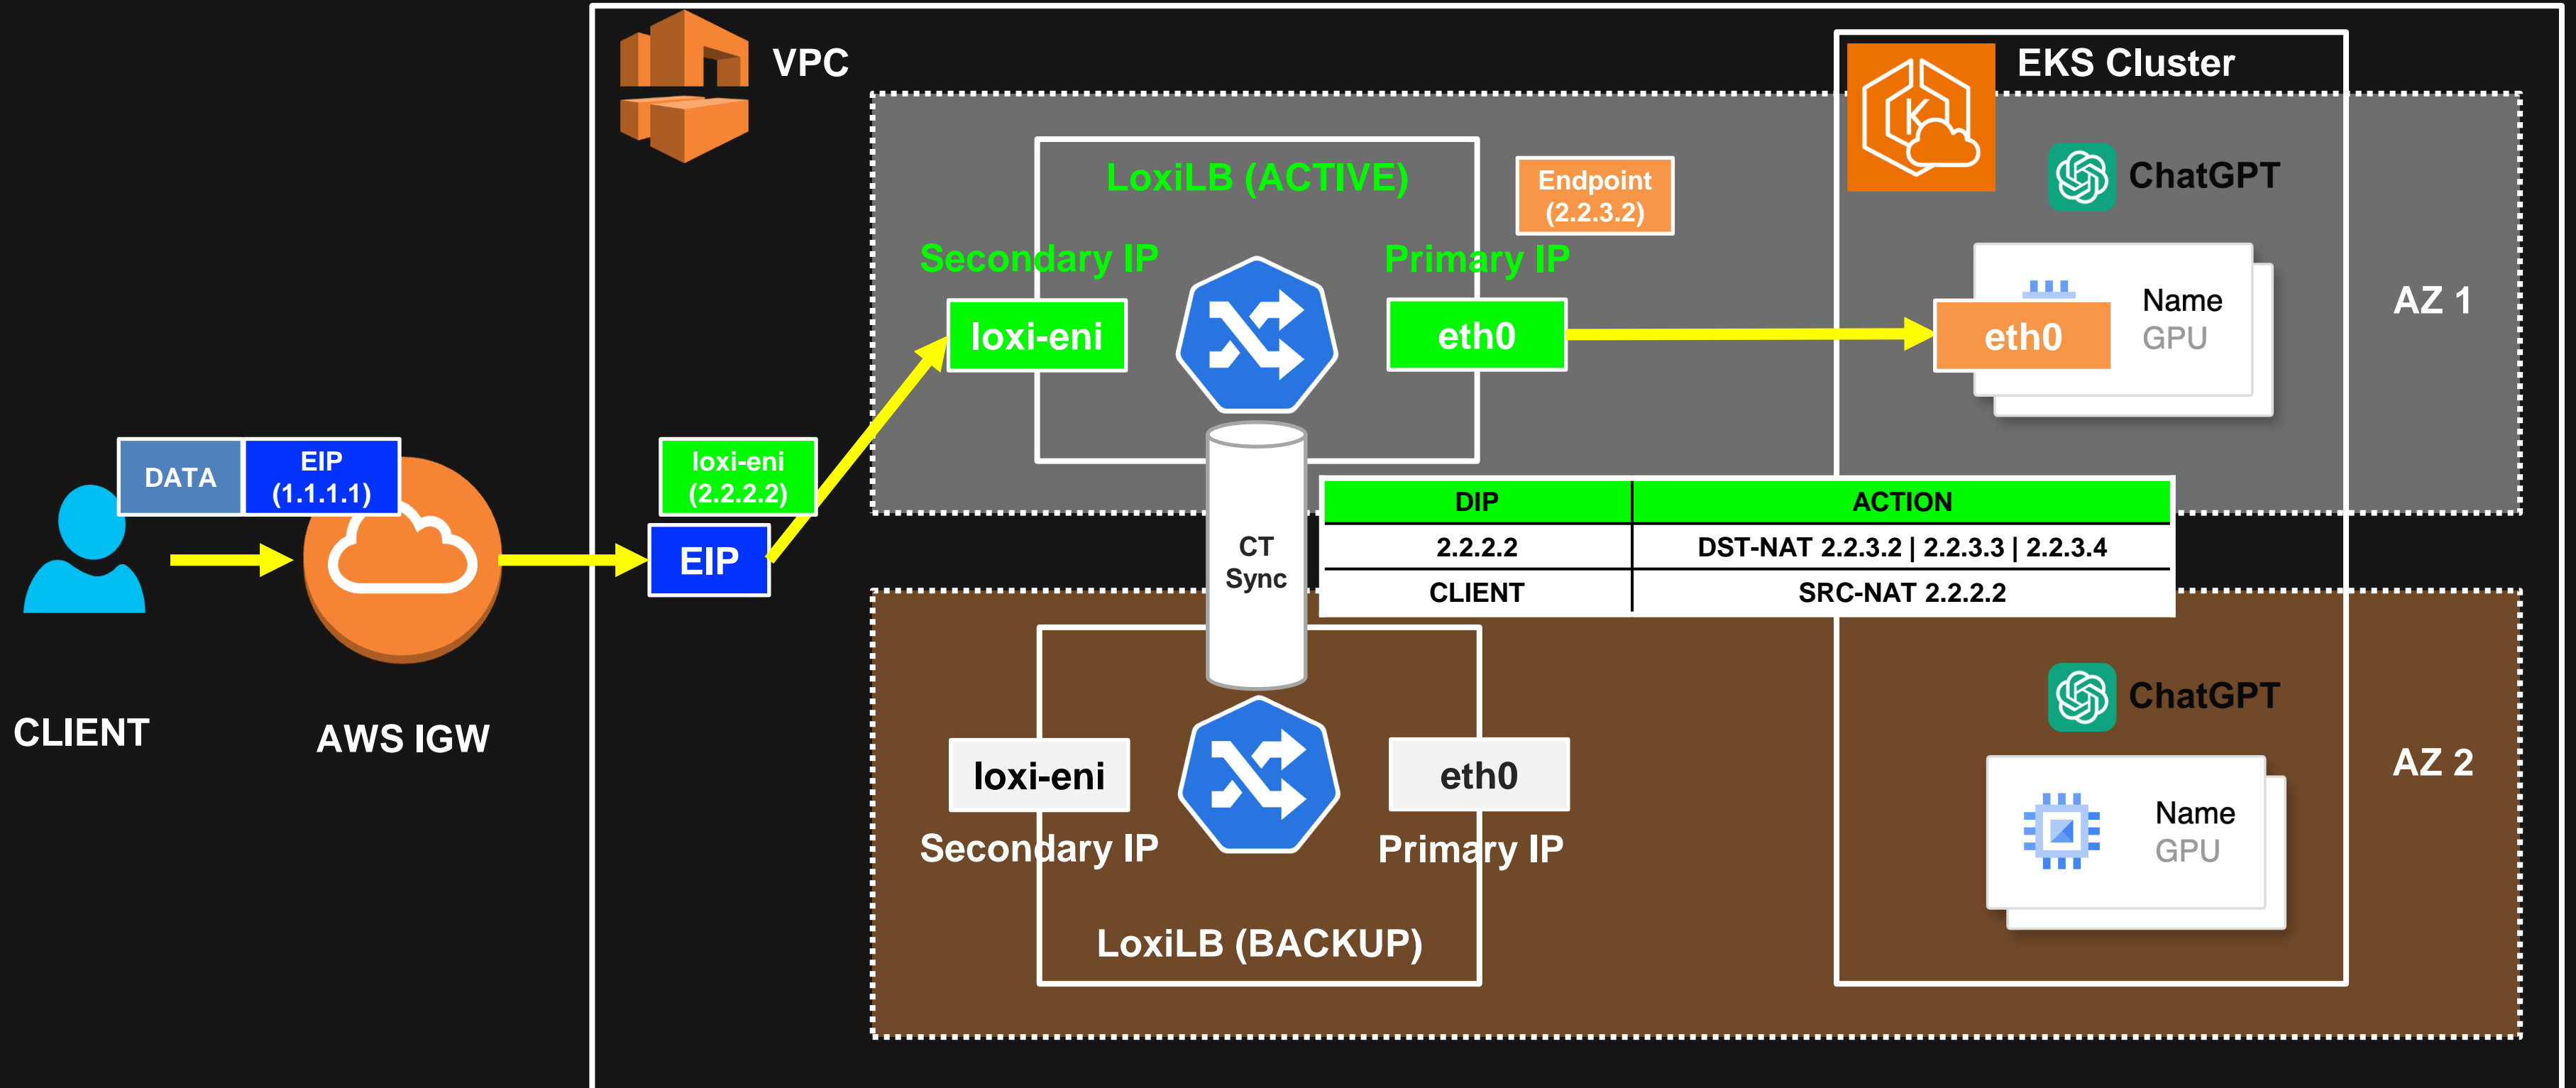 VPC
EKS Cluster
LoxiLB (ACTIVE)
Endpoint
(2.2.3.2)
ChatGPT
Secondary IP
Primary IP
loxi-eni
eth0
eth0
Name
GPU
AZ 1
DATA
EIP
(1.1.1.1)
loxi-eni
(2.2.2.2)
EIP
CT
Sync
DIP ACTION
2.2.2.2 DST-NAT 2.2.3.2 | 2.2.3.3 | 2.2.3.4
CLIENT SRC-NAT 2.2.2.2
CLIENT
AWS IGW
ChatGPT
loxi-eni
eth0
Name
GPU
AZ 2
Secondary IP
Primary IP
LoxiLB (BACKUP)
K